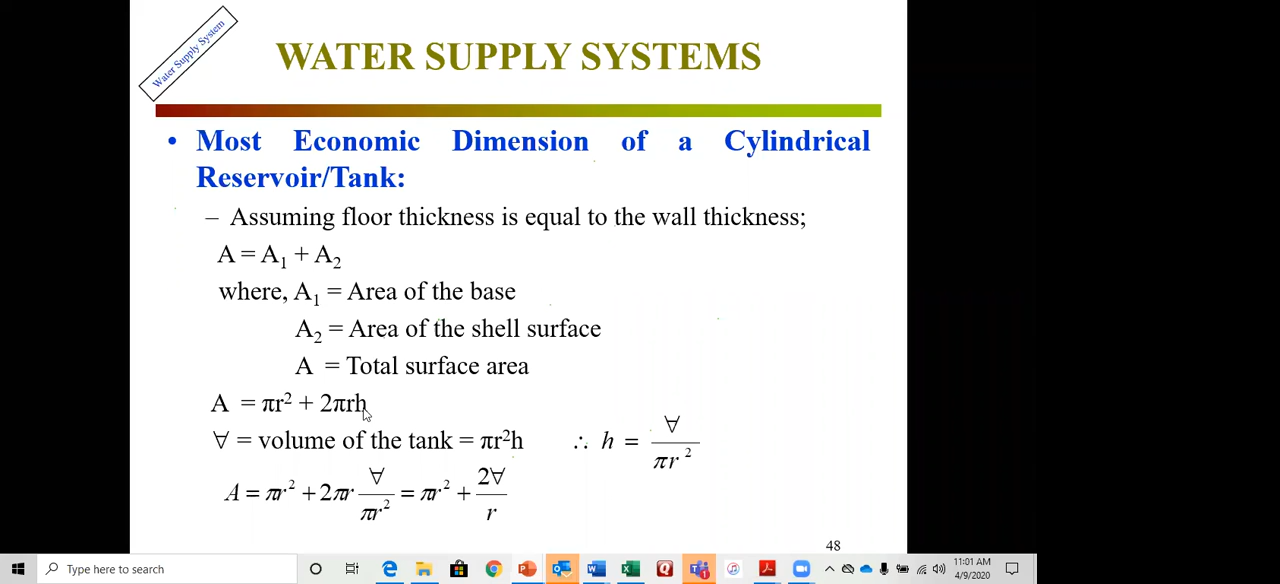 Water Supply System
WATER SUPPLY SYSTEMS
• Most Economic Dimension of a Cylindrical
Reservoir/Tank:
– Assuming floor thickness is equal to the wall thickness;
A = A₁ + A₂
where, A₁ = Area of the base
A₂ = Area of the shell surface
A = Total surface area
A = πr² + 2πrh
∀ = volume of the tank = πr²h ∴ h = ∀ / πr²
A = πr² + 2πr ∀ / πr² = πr² + 2∀ / r
48
Type here to search
11:01 AM
4/9/2020